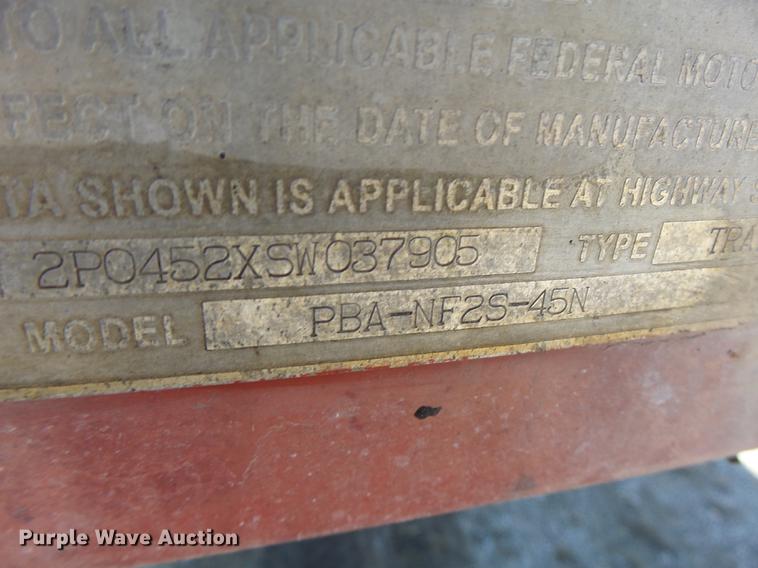 TO ALL APPLICABLE FEDERAL MOTO
FECT ON THE DATE OF MANUFACTURE
TA SHOWN IS APPLICABLE AT HIGHWAY S
2P0452XSW037905 TYPE TRA
MODEL PBA-NF2S-45N
Purple Wave Auction